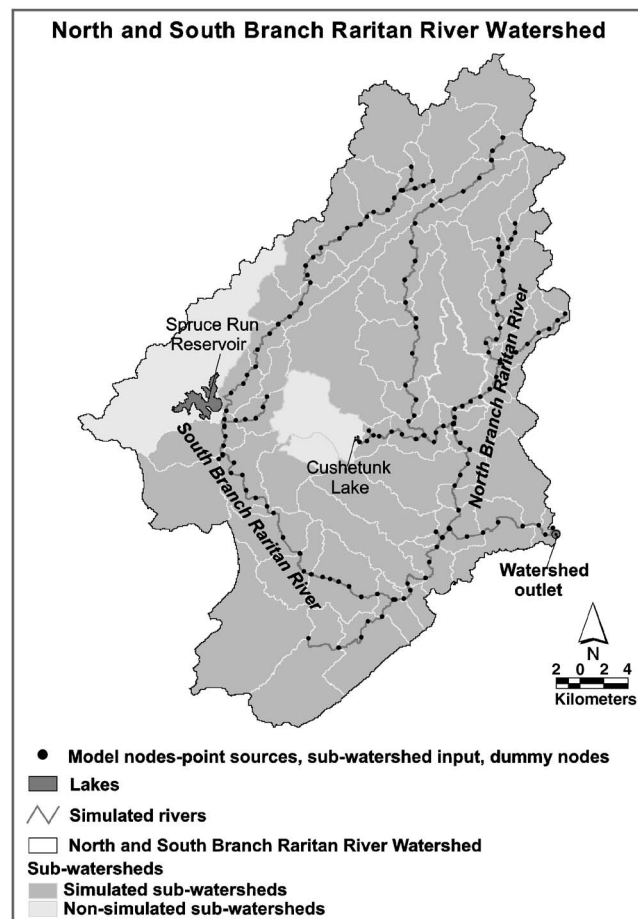 North and South Branch Raritan River Watershed
Spruce Run
Reservoir
North Branch Raritan River
South Branch Raritan River
Cushetunk
Lake
Watershed
outlet
N
2 0 2 4
Kilometers
Model nodes-point sources, sub-watershed input, dummy nodes
Lakes
Simulated rivers
North and South Branch Raritan River Watershed
Sub-watersheds
Simulated sub-watersheds
Non-simulated sub-watersheds